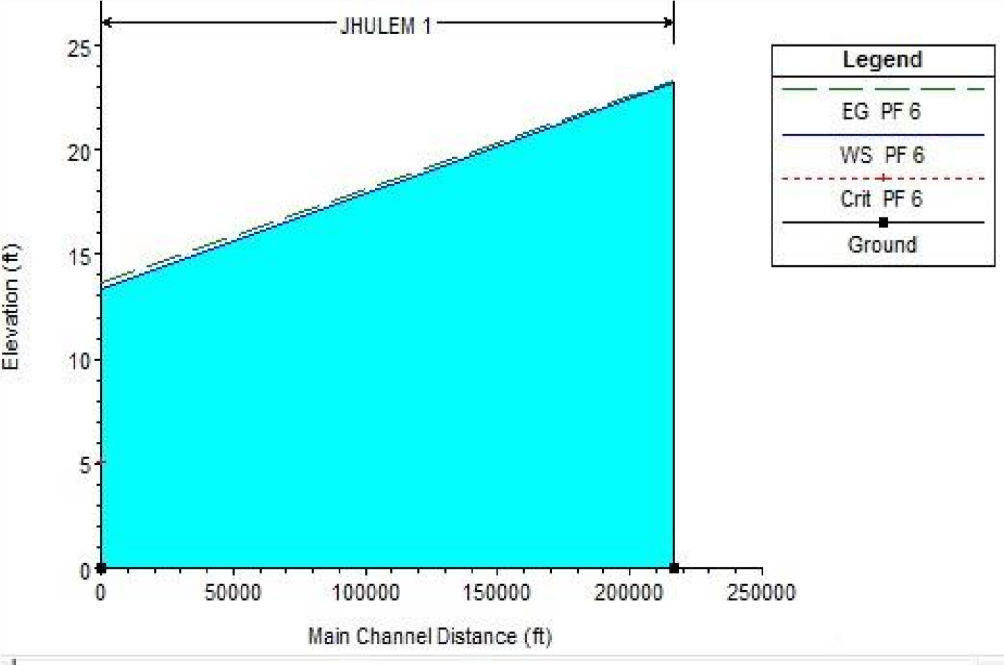 JHULEM 1
25
20
15
10
5
0
Elevation (ft)
0 50000 100000 150000 200000 250000
Main Channel Distance (ft)
Legend
EG PF 6
WS PF 6
Crit PF 6
Ground